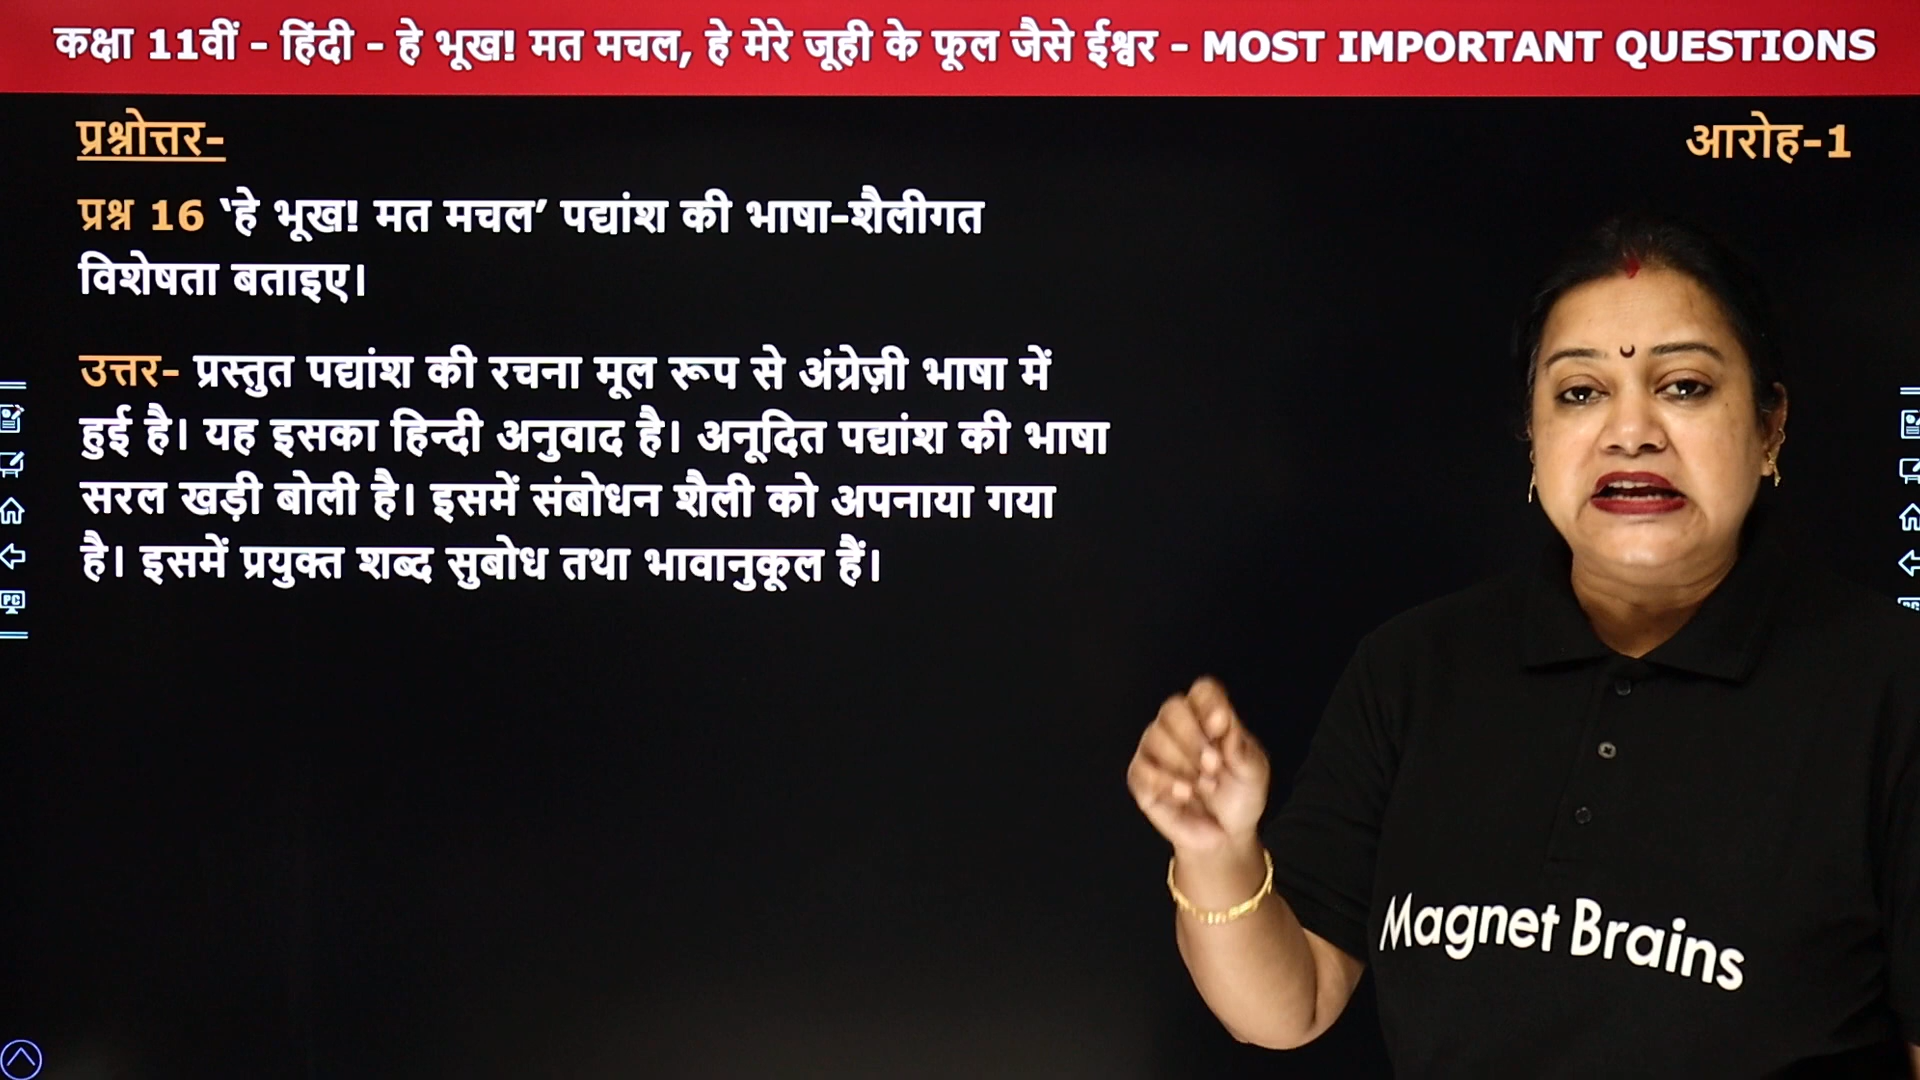 कक्षा 11वीं - हिंदी - हे भूख! मत मचल, हे मेरे जूही के फूल जैसे ईश्वर - MOST IMPORTANT QUESTIONS
प्रश्नोत्तर-
आरोह-1
प्रश्न 16 ‘हे भूख! मत मचल’ पद्यांश की भाषा-शैलीगत
विशेषता बताइए।
उत्तर- प्रस्तुत पद्यांश की रचना मूल रूप से अंग्रेज़ी भाषा में
हुई है। यह इसका हिन्दी अनुवाद है। अनूदित पद्यांश की भाषा
सरल खड़ी बोली है। इसमें संबोधन शैली को अपनाया गया
है। इसमें प्रयुक्त शब्द सुबोध तथा भावानुकूल हैं।
PC
Magnet Brains